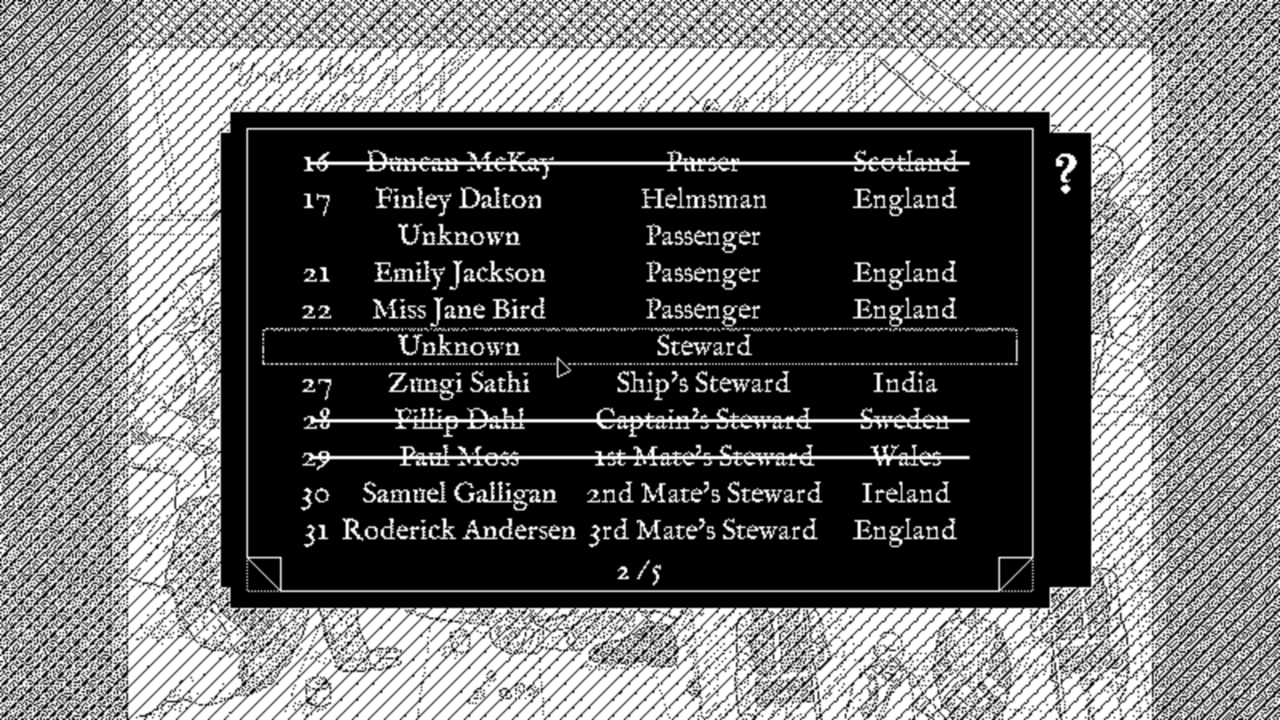 16 Duncan McKay Purser Scotland
?
17 Finley Dalton Helmsman England
Unknown Passenger
21 Emily Jackson Passenger England
22 Miss Jane Bird Passenger England
Unknown Steward
27 Zungi Sathi Ship's Steward India
28 Fillip Dahl Captain's Steward Sweden
29 Paul Moss 1st Mate's Steward Wales
30 Samuel Galligan 2nd Mate's Steward Ireland
31 Roderick Andersen 3rd Mate's Steward England
2/5